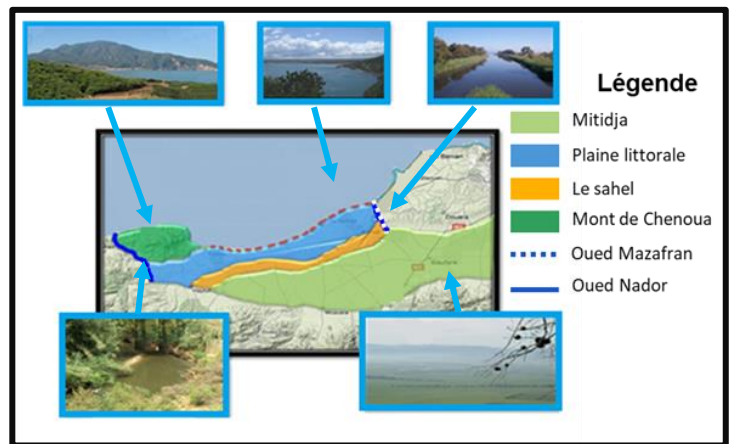 Légende
Mitidja
Plaine littorale
Le sahel
Mont de Chenoua
Oued Mazafran
Oued Nador